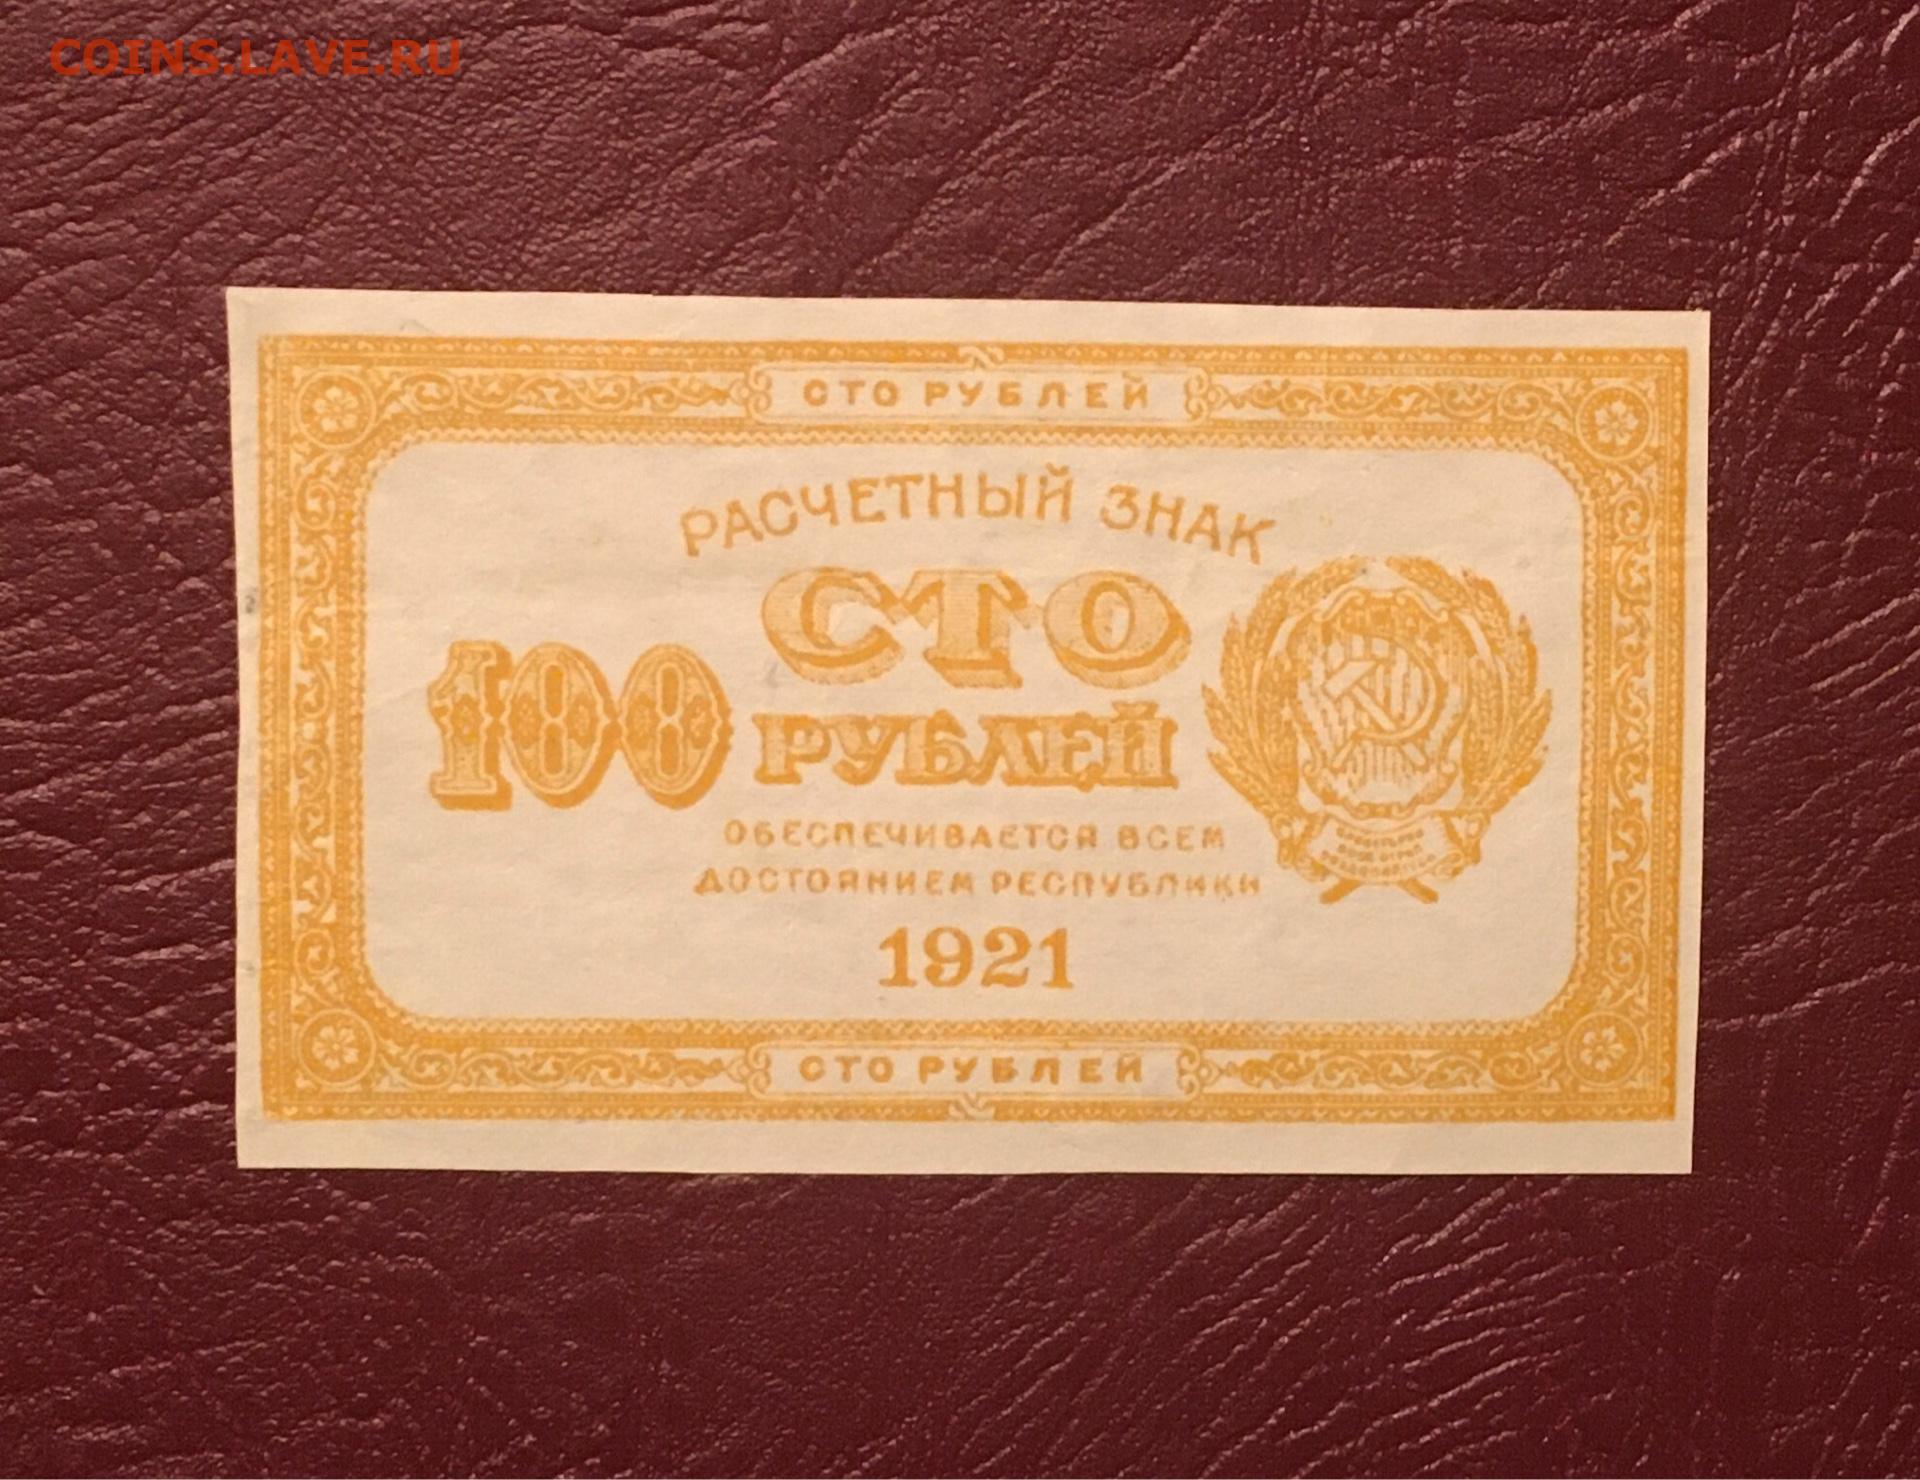 COINS.LAVE.RU
СТО РУБЛЕЙ
РАСЧЕТНЫЙ ЗНАК
100
СТО
РУБЛЕЙ
ОБЕСПЕЧИВАЕТСЯ ВСЕМ
ДОСТОЯНИЕМ РЕСПУБЛИКИ
1921
СТО РУБЛЕЙ